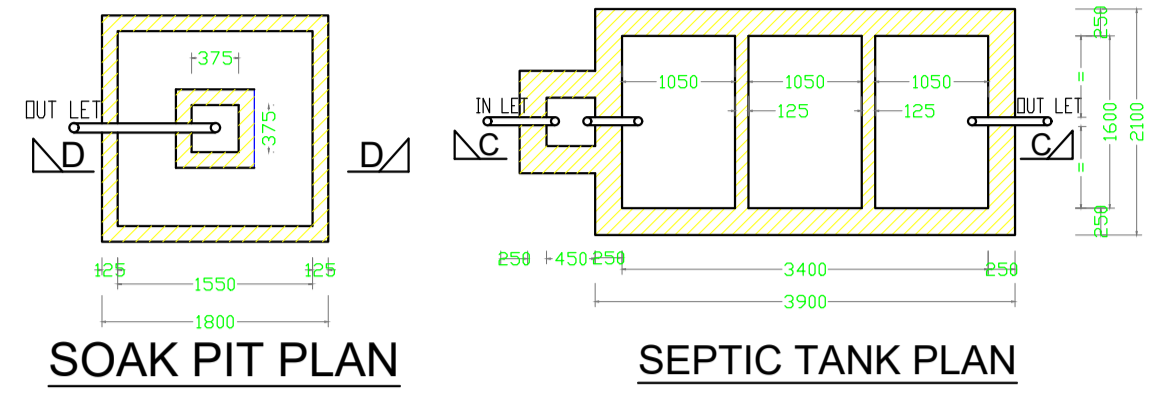 375
OUT LET
375
D
D
125
125
1550
1800
SOAK PIT PLAN
250
1050
1050
1050
=
IN LET
125
125
OUT LET
1600
2100
C
C
=
250
250
450
250
3400
250
3900
SEPTIC TANK PLAN